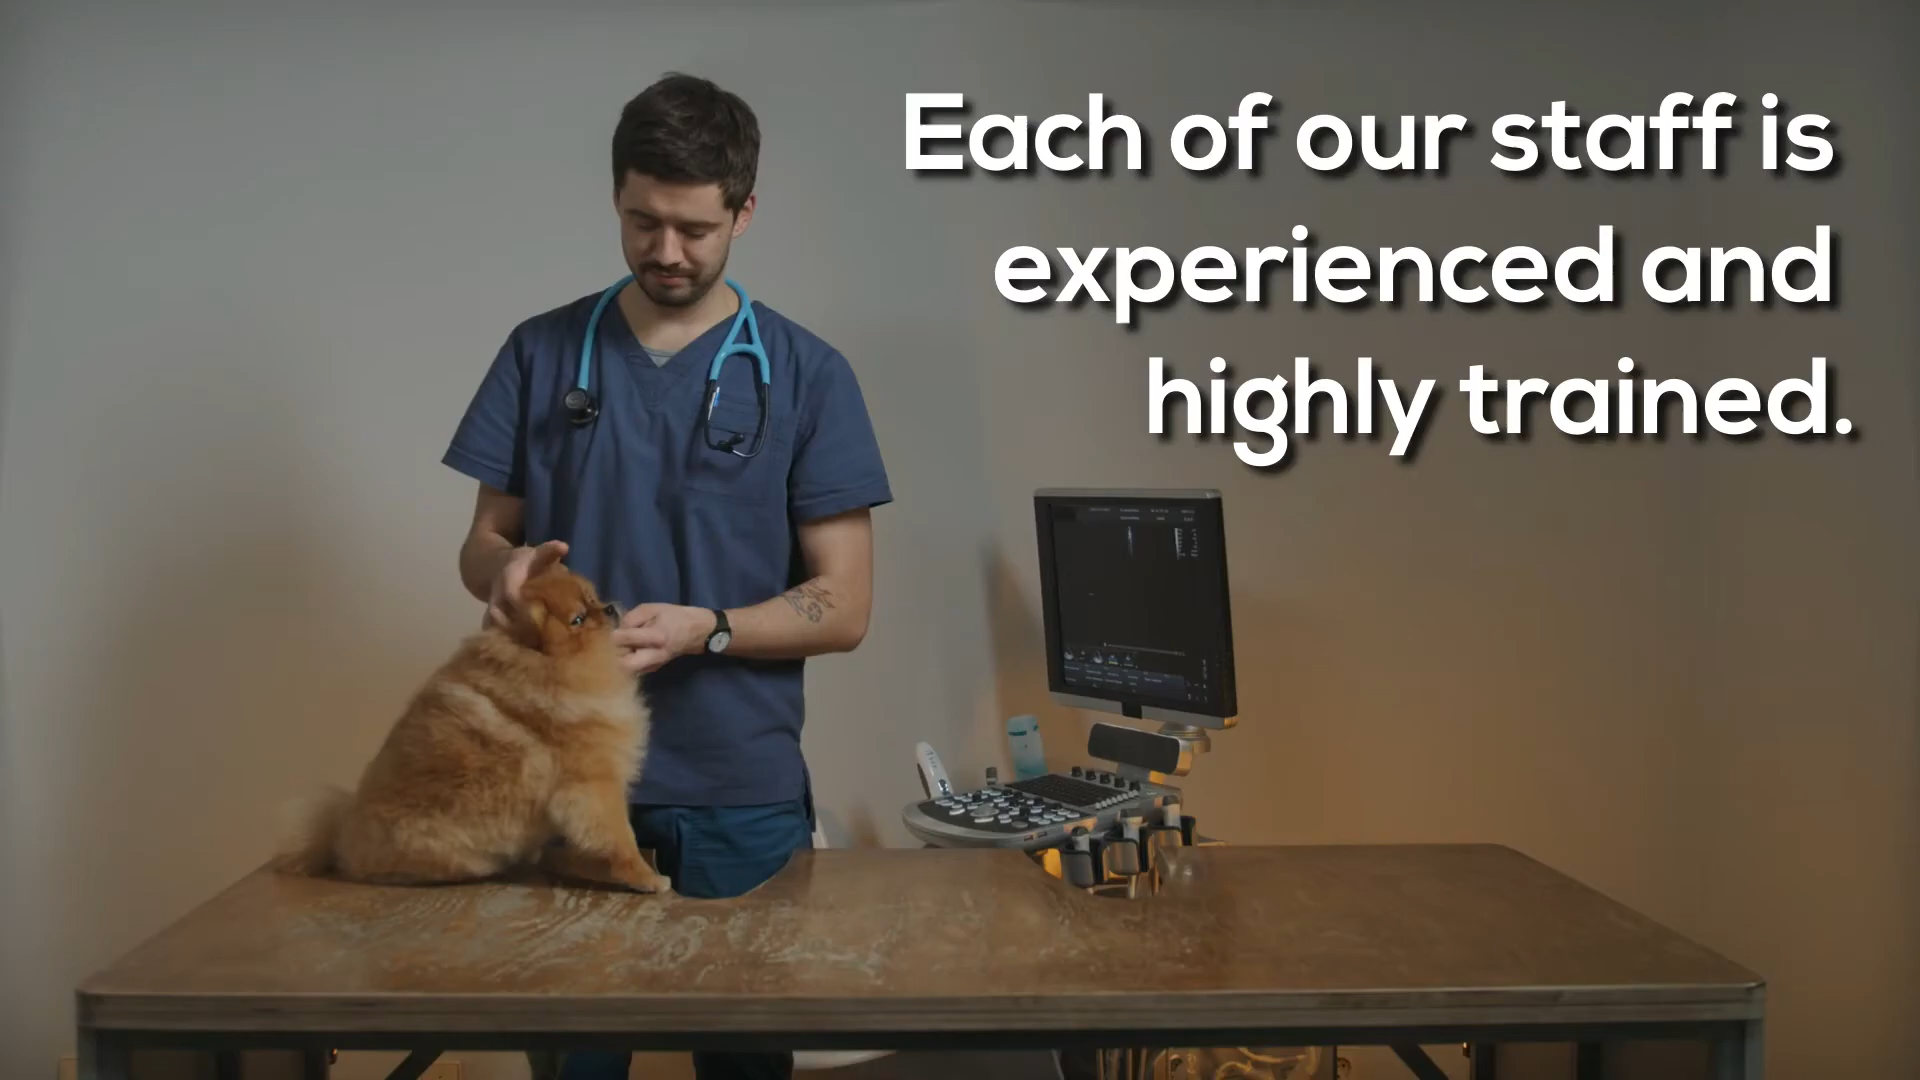 Each of our staff is
experienced and
highly trained.